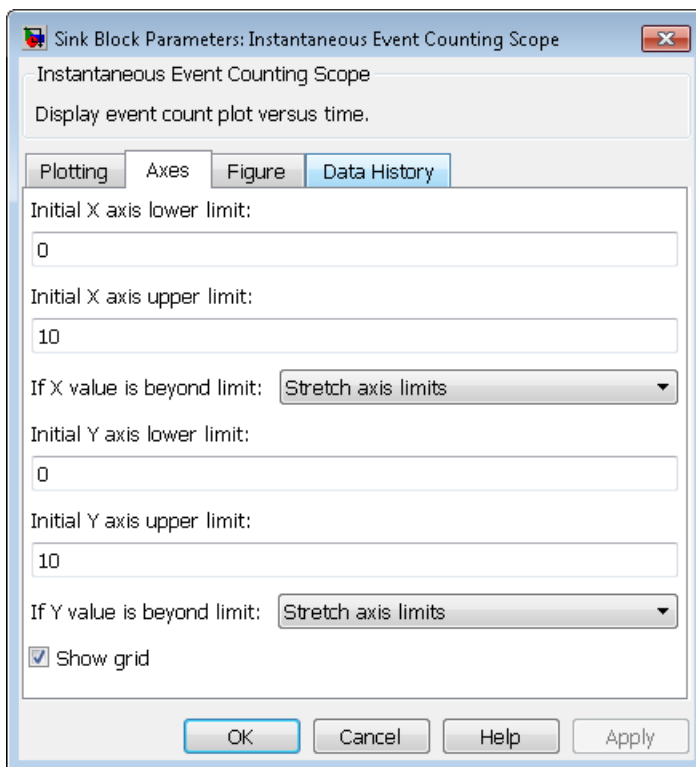 Sink Block Parameters: Instantaneous Event Counting Scope
Instantaneous Event Counting Scope
Display event count plot versus time.
Plotting Axes Figure Data History
Initial X axis lower limit:
0
Initial X axis upper limit:
10
If X value is beyond limit: Stretch axis limits
Initial Y axis lower limit:
0
Initial Y axis upper limit:
10
If Y value is beyond limit: Stretch axis limits
Show grid
OK Cancel Help Apply